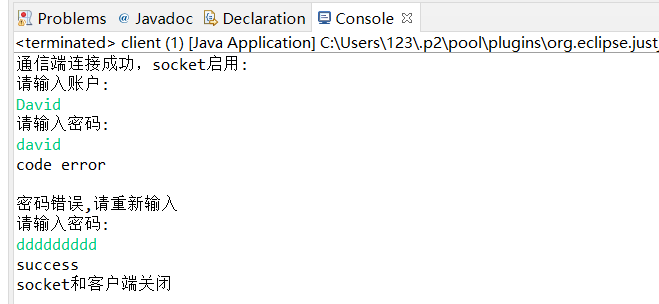 Problems @ Javadoc Declaration Console
<terminated> client (1) [Java Application] C:\Users\123\.p2\pool\plugins\org.eclipse.justj
通信端连接成功，socket启用:
请输入账户:
David
请输入密码:
david
code error
密码错误,请重新输入
请输入密码:
ddddddddd
success
socket和客户端关闭